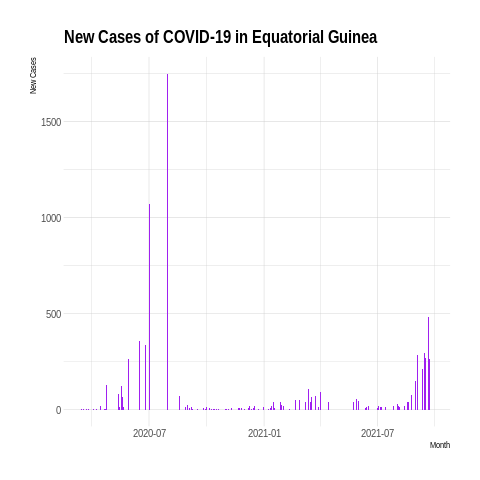 New Cases of COVID-19 in Equatorial Guinea
New Cases
1500
1000
500
0
2020-07
2021-01
2021-07
Month